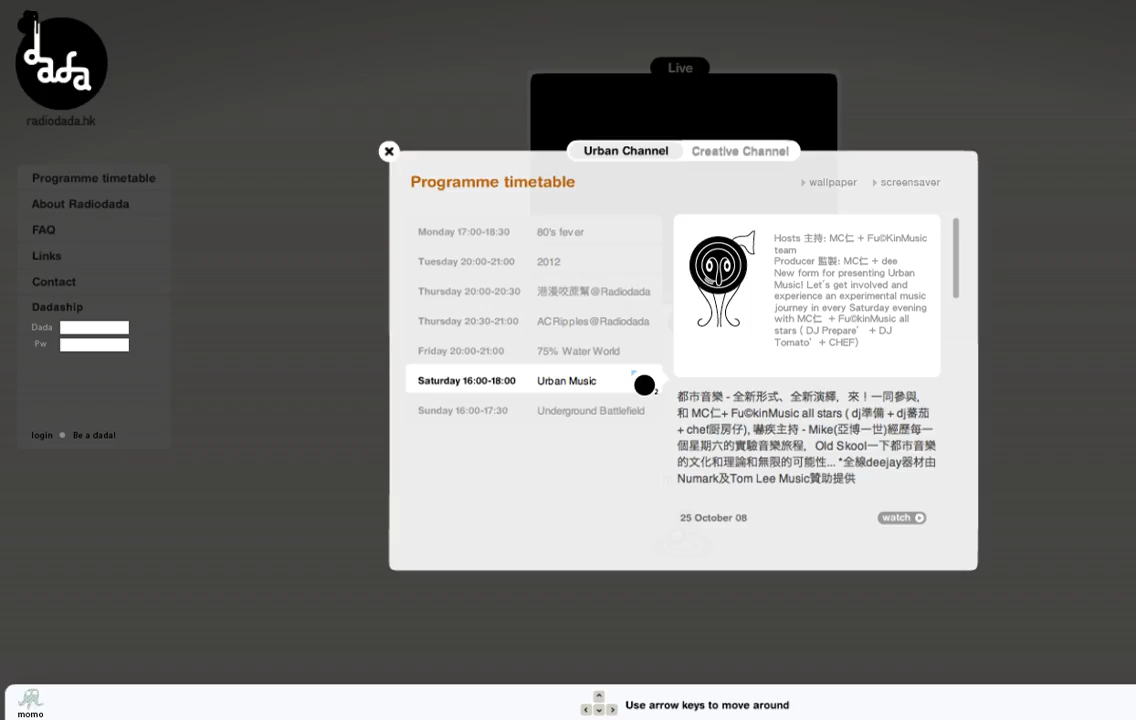 dada
radiodada.hk
Live
Programme timetable
About Radiodada
FAQ
Links
Contact
Dadaship
Dada
Pw
login
Be a dada!
Urban Channel
Creative Channel
Programme timetable
wallpaper
screensaver
Monday 17:00-18:30 80's fever
Tuesday 20:00-21:00 2012
Thursday 20:00-20:30 港漫咬蔗幫@Radiodada
Thursday 20:30-21:00 ACRipples@Radiodada
Friday 20:00-21:00 75% Water World
Saturday 16:00-18:00 Urban Music
2
Sunday 16:00-17:30 Underground Battlefield
Hosts 主持: MC仁 + Fu©KinMusic
team
Producer 監製: MC仁 + dee
New form for presenting Urban
Music! Let's get involved and
experience an experimental music
journey in every Saturday evening
with MC仁 + Fu©kinMusic all
stars ( DJ Prepare' + DJ
Tomato' + CHEF)
都市音樂 - 全新形式、全新演繹, 來！一同參與,
和 MC仁+ Fu©kinMusic all stars ( dj準備 + dj蕃茄
+ chef厨房仔), 嚇疾主持 - Mike(亞博一世)經歷每一
個星期六的實驗音樂旅程, Old Skool一下都市音樂
的文化和理論和無限的可能性... *全線deejay器材由
Numark及Tom Lee Music贊助提供
25 October 08
watch
momo
Use arrow keys to move around